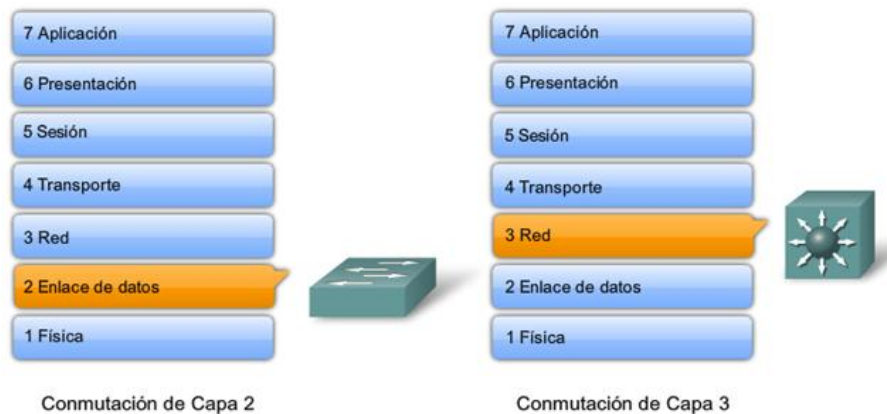 7 Aplicación
6 Presentación
5 Sesión
4 Transporte
3 Red
2 Enlace de datos
1 Física
Conmutación de Capa 2
7 Aplicación
6 Presentación
5 Sesión
4 Transporte
3 Red
2 Enlace de datos
1 Física
Conmutación de Capa 3